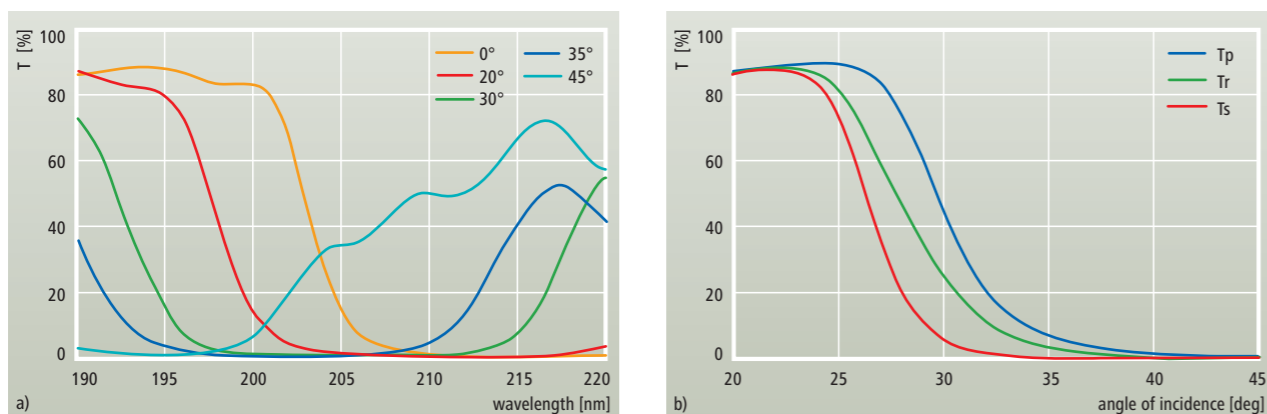 T [%]
100
80
60
40
20
0
0°
20°
30°
35°
45°
190 195 200 205 210 215 220
a) wavelength [nm]
T [%]
100
80
60
40
20
0
Tp
Tr
Ts
20 25 30 35 40 45
b) angle of incidence [deg]